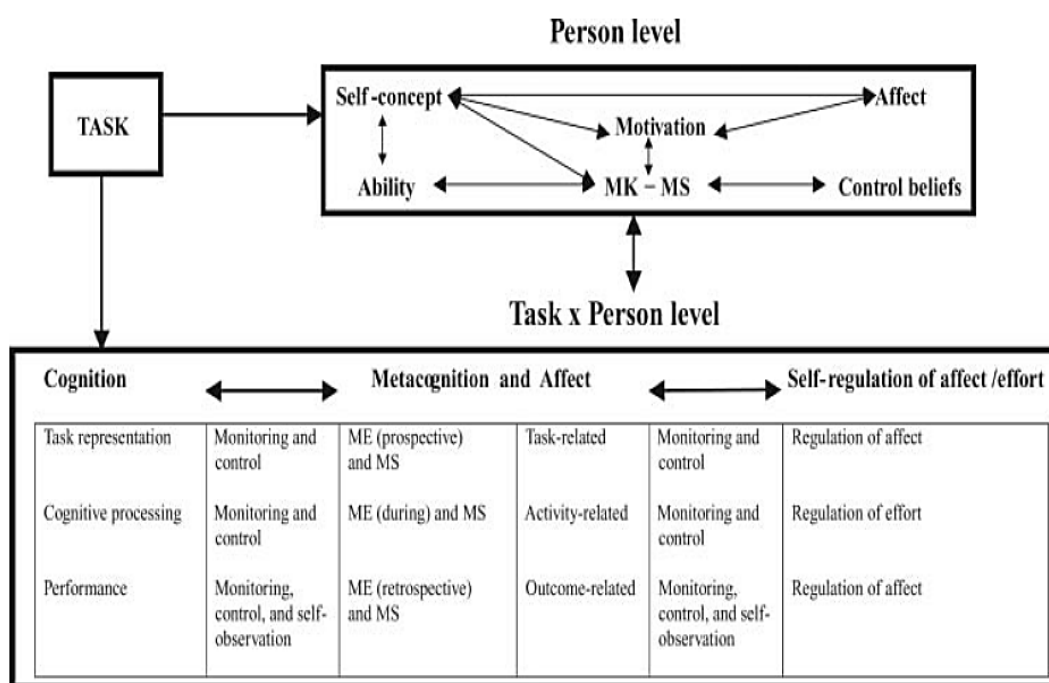 Person level
TASK
Self-concept
Affect
Motivation
Ability
MK – MS
Control beliefs
Task x Person level
Cognition
Metacognition and Affect
Self-regulation of affect /effort
Task representation
Monitoring and
control
ME (prospective)
and MS
Task-related
Monitoring and
control
Regulation of affect
Cognitive processing
Monitoring and
control
ME (during) and MS
Activity-related
Monitoring and
control
Regulation of effort
Performance
Monitoring,
control, and self-
observation
ME (retrospective)
and MS
Outcome-related
Monitoring,
control, and self-
observation
Regulation of affect